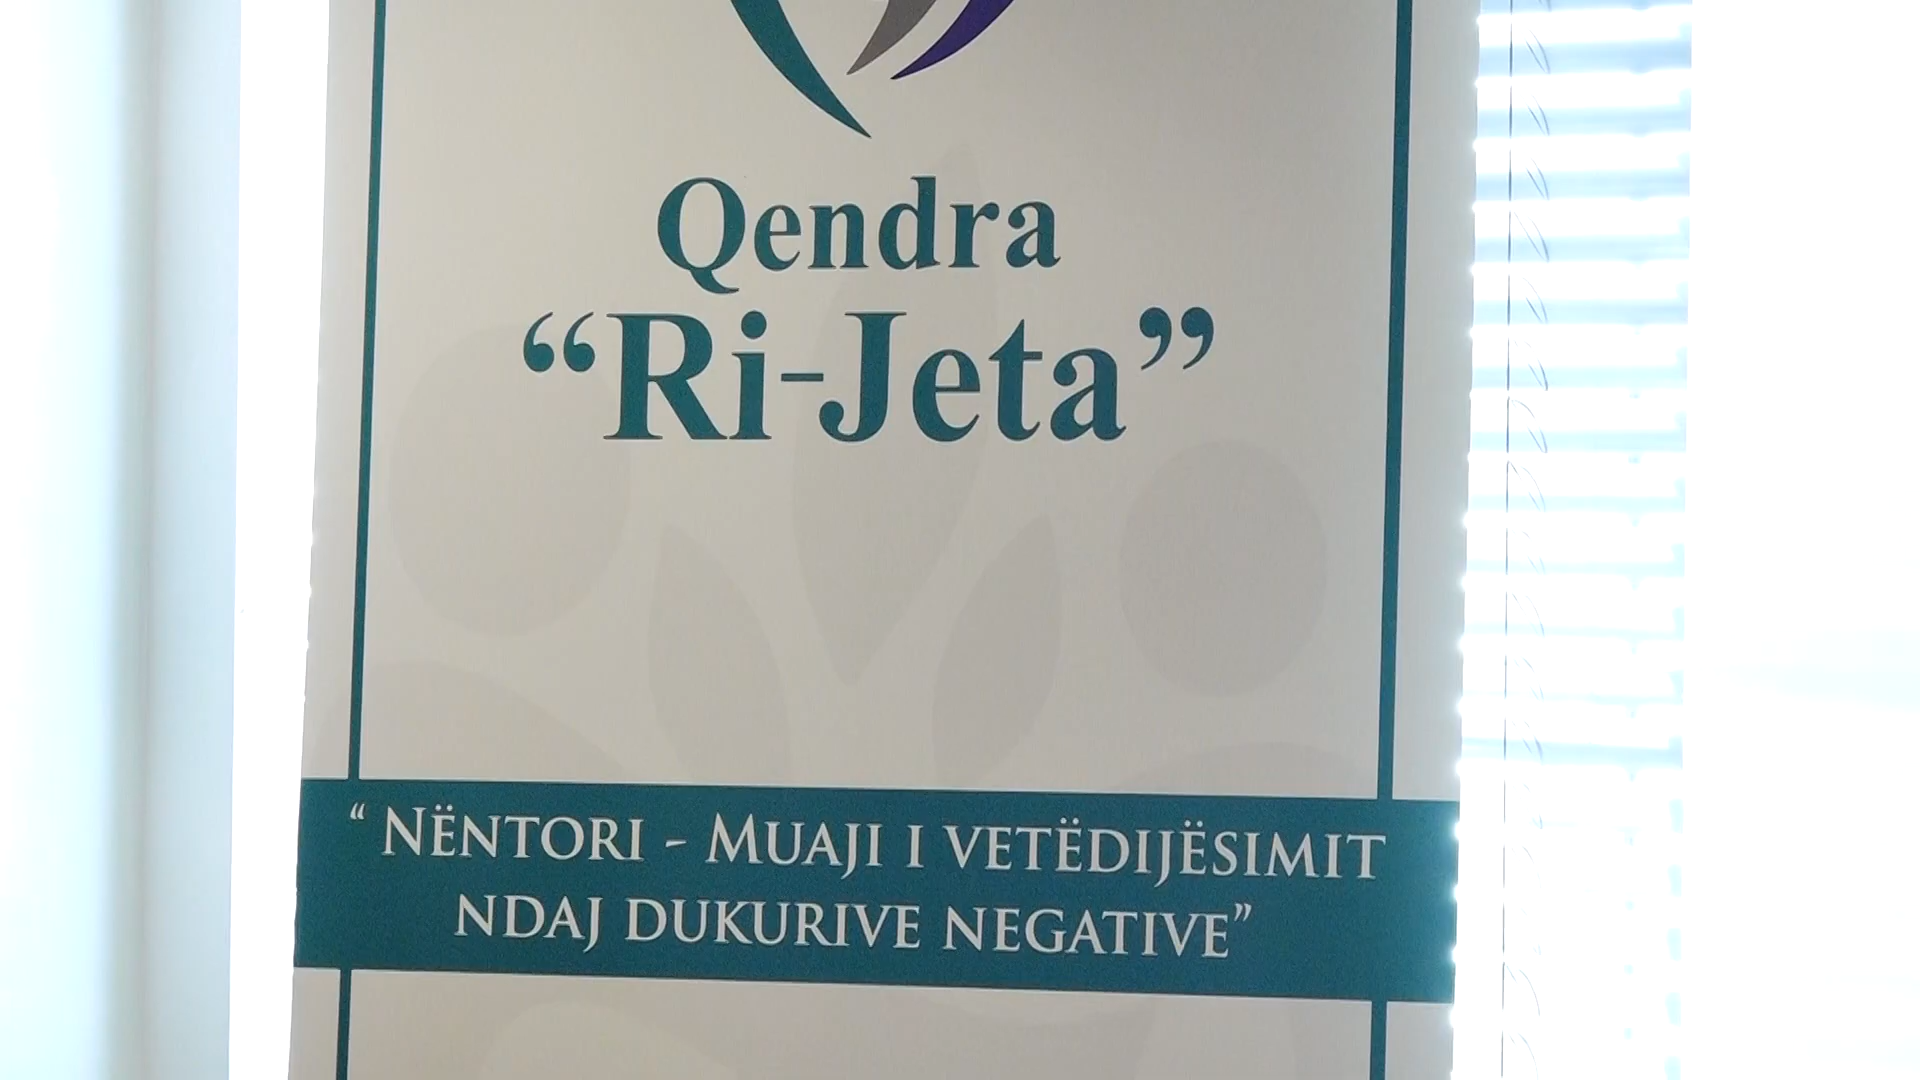 Qendra
“Ri-Jeta”
“ NËNTORI - MUAJI I VETËDIJËSIMIT
NDAJ DUKURIVE NEGATIVE”